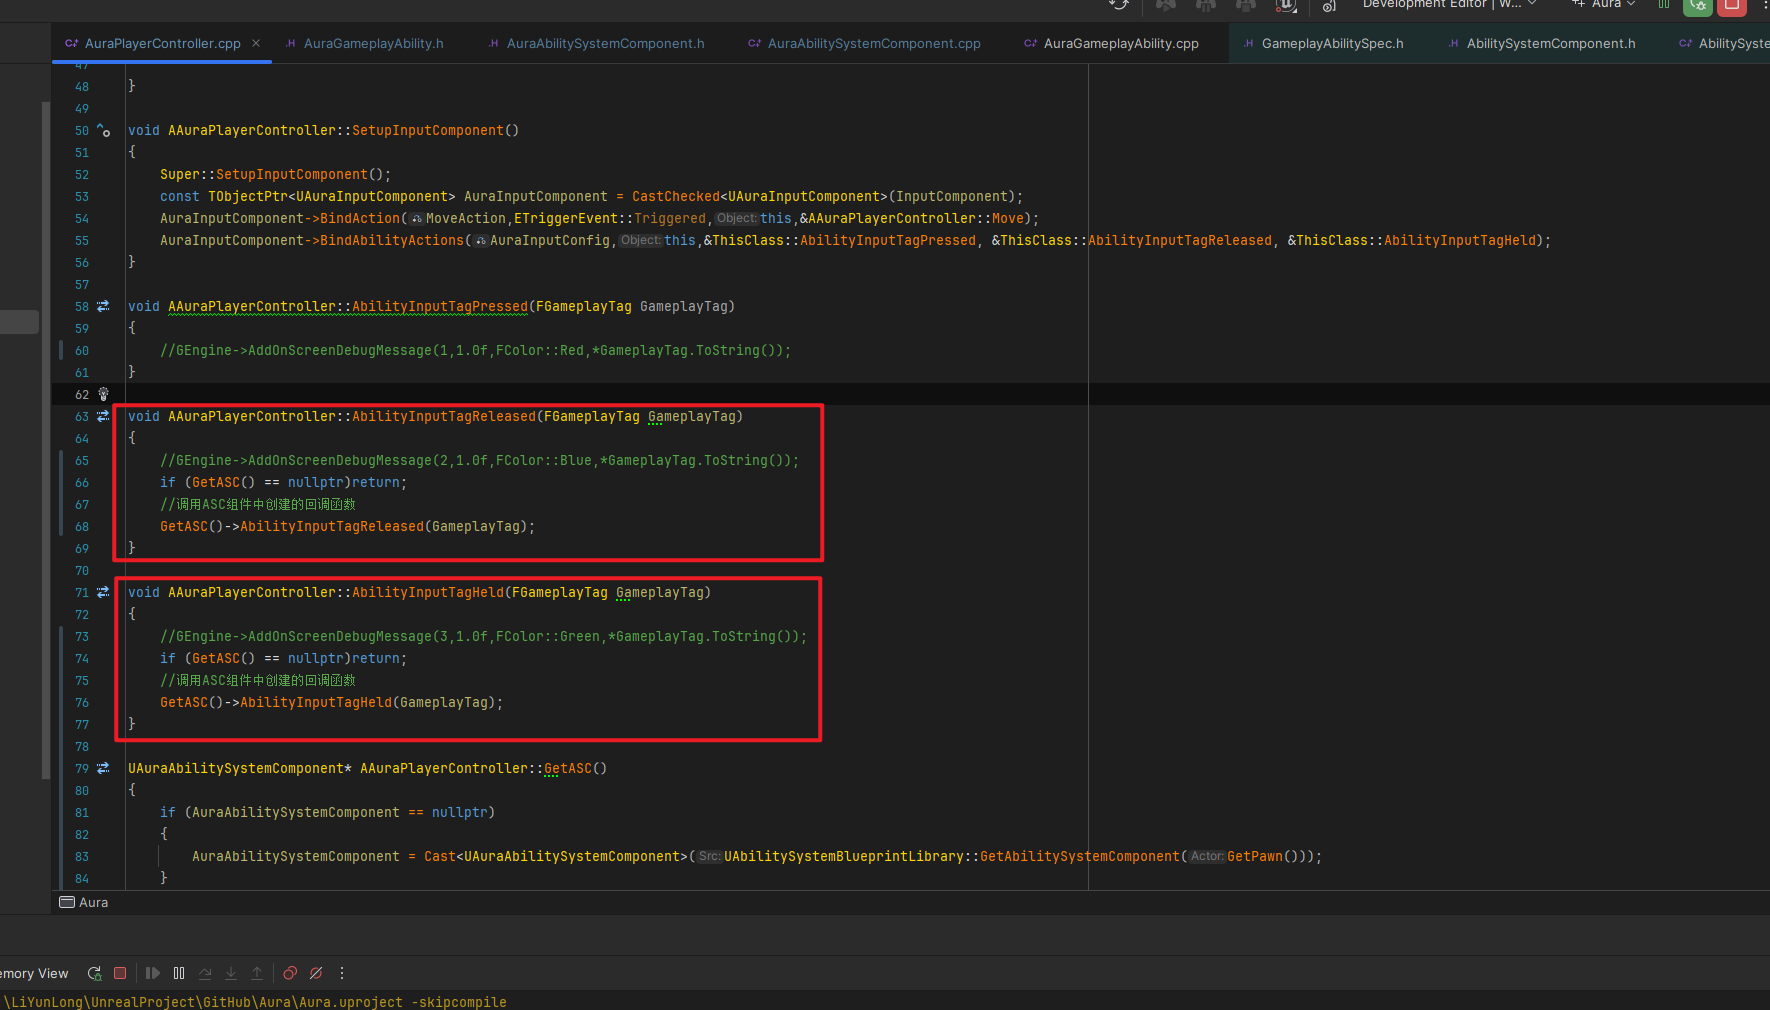 Development Editor | W...
Aura
AuraPlayerController.cpp
AuraGameplayAbility.h
AuraAbilitySystemComponent.h
AuraAbilitySystemComponent.cpp
AuraGameplayAbility.cpp
GameplayAbilitySpec.h
AbilitySystemComponent.h
AbilitySyste
47
48 }
49
50 void AAuraPlayerController::SetupInputComponent()
51 {
52 Super::SetupInputComponent();
53 const TObjectPtr<UAuraInputComponent> AuraInputComponent = CastChecked<UAuraInputComponent>(InputComponent);
54 AuraInputComponent->BindAction(MoveAction,ETriggerEvent::Triggered,Object:this,&AAuraPlayerController::Move);
55 AuraInputComponent->BindAbilityActions(AuraInputConfig,Object:this,&ThisClass::AbilityInputTagPressed, &ThisClass::AbilityInputTagReleased, &ThisClass::AbilityInputTagHeld);
56 }
57
58 void AAuraPlayerController::AbilityInputTagPressed(FGameplayTag GameplayTag)
59 {
60 //GEngine->AddOnScreenDebugMessage(1,1.0f,FColor::Red,*GameplayTag.ToString());
61 }
62
63 void AAuraPlayerController::AbilityInputTagReleased(FGameplayTag GameplayTag)
64 {
65 //GEngine->AddOnScreenDebugMessage(2,1.0f,FColor::Blue,*GameplayTag.ToString());
66 if (GetASC() == nullptr)return;
67 //调用ASC组件中创建的回调函数
68 GetASC()->AbilityInputTagReleased(GameplayTag);
69 }
70
71 void AAuraPlayerController::AbilityInputTagHeld(FGameplayTag GameplayTag)
72 {
73 //GEngine->AddOnScreenDebugMessage(3,1.0f,FColor::Green,*GameplayTag.ToString());
74 if (GetASC() == nullptr)return;
75 //调用ASC组件中创建的回调函数
76 GetASC()->AbilityInputTagHeld(GameplayTag);
77 }
78
79 UAuraAbilitySystemComponent* AAuraPlayerController::GetASC()
80 {
81 if (AuraAbilitySystemComponent == nullptr)
82 {
83 AuraAbilitySystemComponent = Cast<UAuraAbilitySystemComponent>(Src:UAbilitySystemBlueprintLibrary::GetAbilitySystemComponent(Actor:GetPawn()));
84 }
Aura
emory View
\LiYunLong\UnrealProject\GitHub\Aura\Aura.uproject -skipcompile